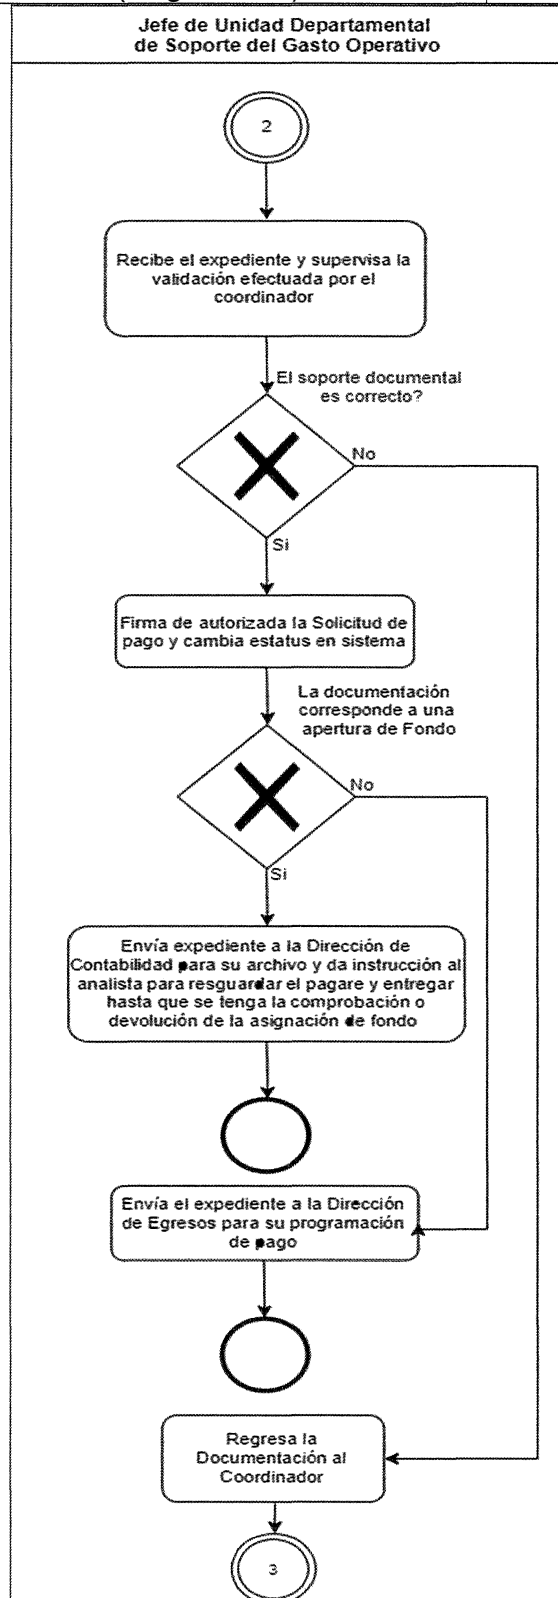 Jefe de Unidad Departamental
de Soporte del Gasto Operativo
2
Recibe el expediente y supervisa la
validación efectuada por el
coordinador
El soporte documental
es correcto?
No
Si
Firma de autorizada la Solicitud de
pago y cambia estatus en sistema
La documentación
corresponde a una
apertura de Fondo
No
Si
Envía expediente a la Dirección de
Contabilidad para su archivo y da instrucción al
analista para resguardar el pagare y entregar
hasta que se tenga la comprobación o
devolución de la asignación de fondo
Envía el expediente a la Dirección
de Egresos para su programación
de pago
Regresa la
Documentación al
Coordinador
3